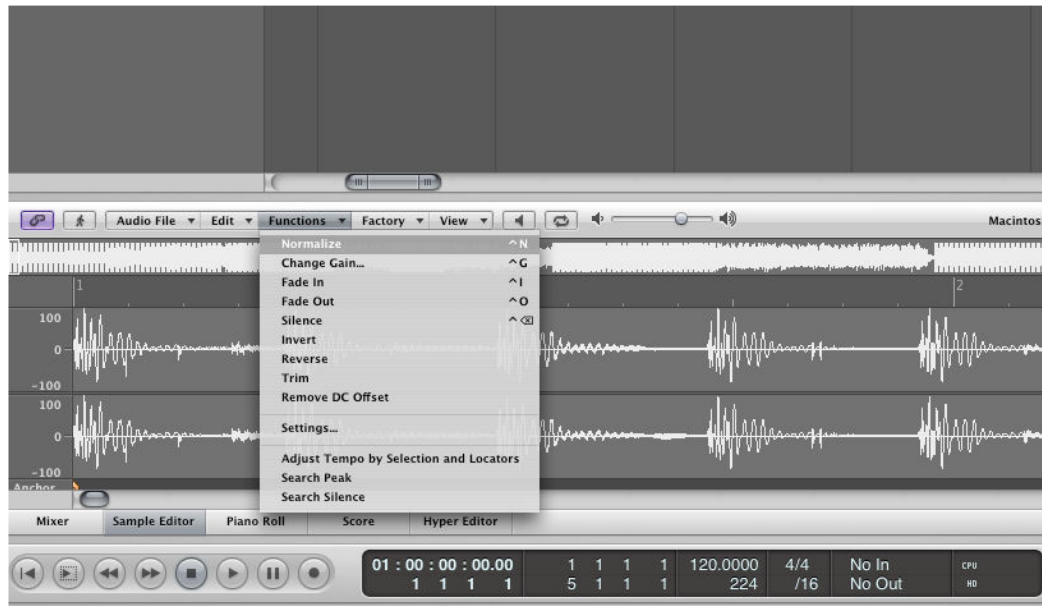 Audio File Edit Functions Factory View Macintos
Normalize ^N
Change Gain... ^G
Fade In ^I
Fade Out ^O
Silence ^⌫
Invert
Reverse
Trim
Remove DC Offset
Settings...
Adjust Tempo by Selection and Locators
Search Peak
Search Silence
1 2
100
0
-100
100
0
-100
Anchor
Mixer Sample Editor Piano Roll Score Hyper Editor
01 : 00 : 00 : 00.00 1 1 1 1 120.0000 4/4 No In CPU
1 1 1 1 5 1 1 1 224 /16 No Out HD